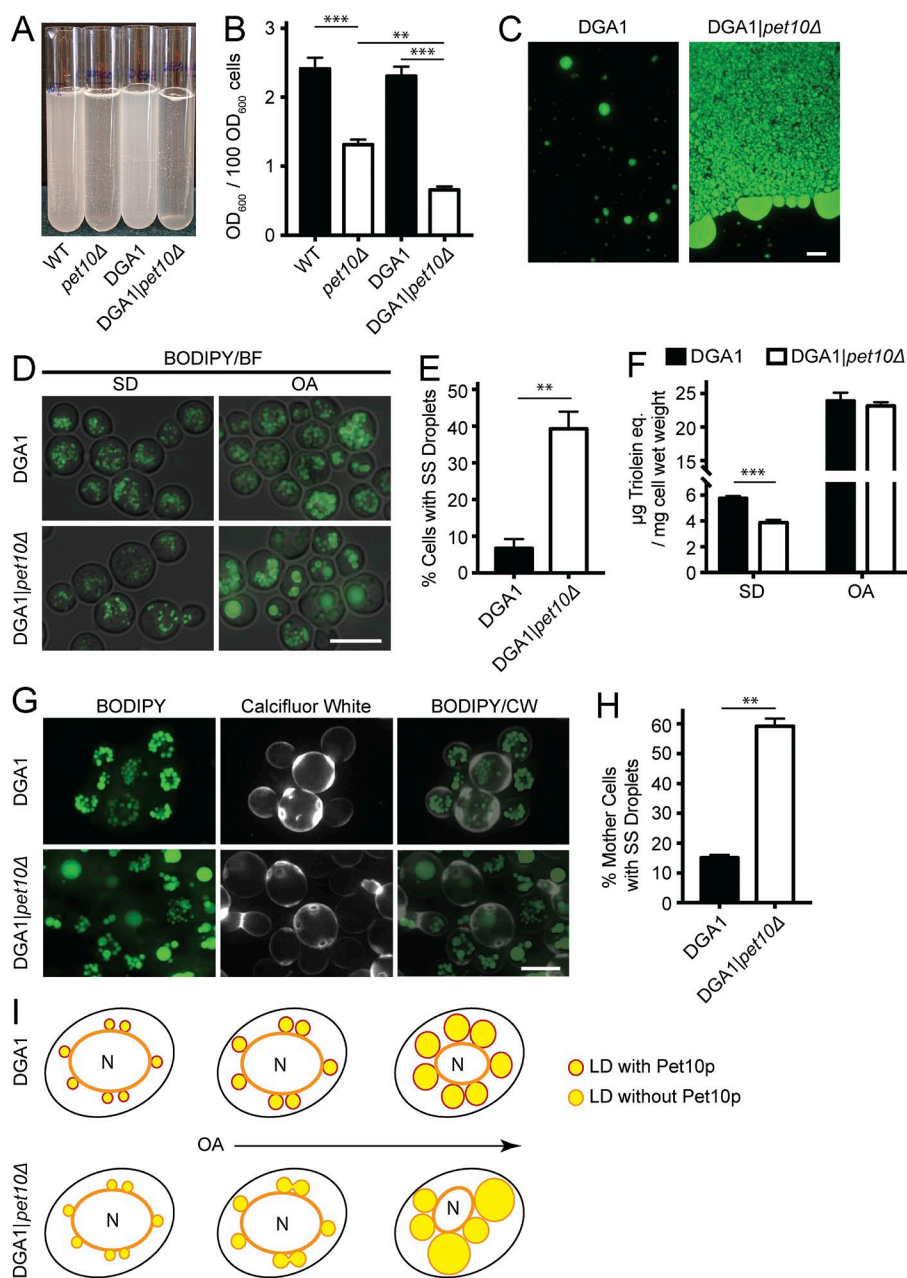 A
WT
pet10Δ
DGA1
DGA1|pet10Δ
B
OD600 / 100 OD600 cells
3
2
1
0
***
**
***
WT
pet10Δ
DGA1
DGA1|pet10Δ
C
DGA1
DGA1|pet10Δ
D
BODIPY/BF
SD
OA
DGA1
DGA1|pet10Δ
E
% Cells with SS Droplets
50
40
30
20
10
0
**
DGA1
DGA1|pet10Δ
F
DGA1
DGA1|pet10Δ
µg Triolein eq.
/ mg cell wet weight
25
20
15
8
6
4
2
0
***
SD
OA
G
BODIPY
Calcifluor White
BODIPY/CW
DGA1
DGA1|pet10Δ
H
% Mother Cells
with SS Droplets
60
50
40
30
20
10
0
**
DGA1
DGA1|pet10Δ
I
DGA1
N
N
N
LD with Pet10p
LD without Pet10p
OA
DGA1|pet10Δ
N
N
N